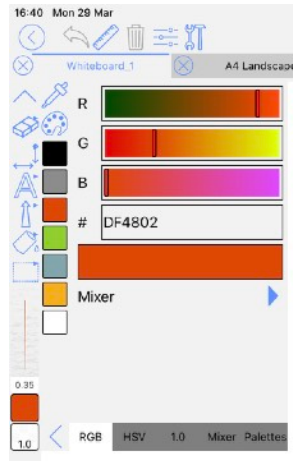 16:40 Mon 29 Mar
Whiteboard_1 A4 Landscape
R
G
B
# DF4802
Mixer
0.35
1.0
RGB HSV 1.0 Mixer Palettes